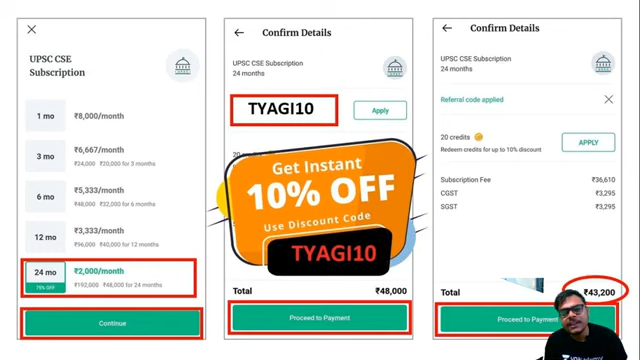 UPSC CSE
Subscription
1 mo
₹8,000/month
3 mo
₹6,667/month
₹24,000 ₹20,000 for 3 months
6 mo
₹5,333/month
₹48,000 ₹32,000 for 6 months
12 mo
₹3,333/month
₹96,000 ₹40,000 for 12 months
24 mo
75% OFF
₹2,000/month
₹192,000 ₹48,000 for 24 months
Continue
Confirm Details
UPSC CSE Subscription
24 months
TYAGI10
Apply
Get Instant
10% OFF
Use Discount Code
TYAGI10
Total
₹48,000
Proceed to Payment
Confirm Details
UPSC CSE Subscription
24 months
Referral code applied
20 credits
Redeem credits for up to 10% discount
APPLY
Subscription Fee
₹36,610
CGST
₹3,295
SGST
₹3,295
Total
₹43,200
Proceed to Payment